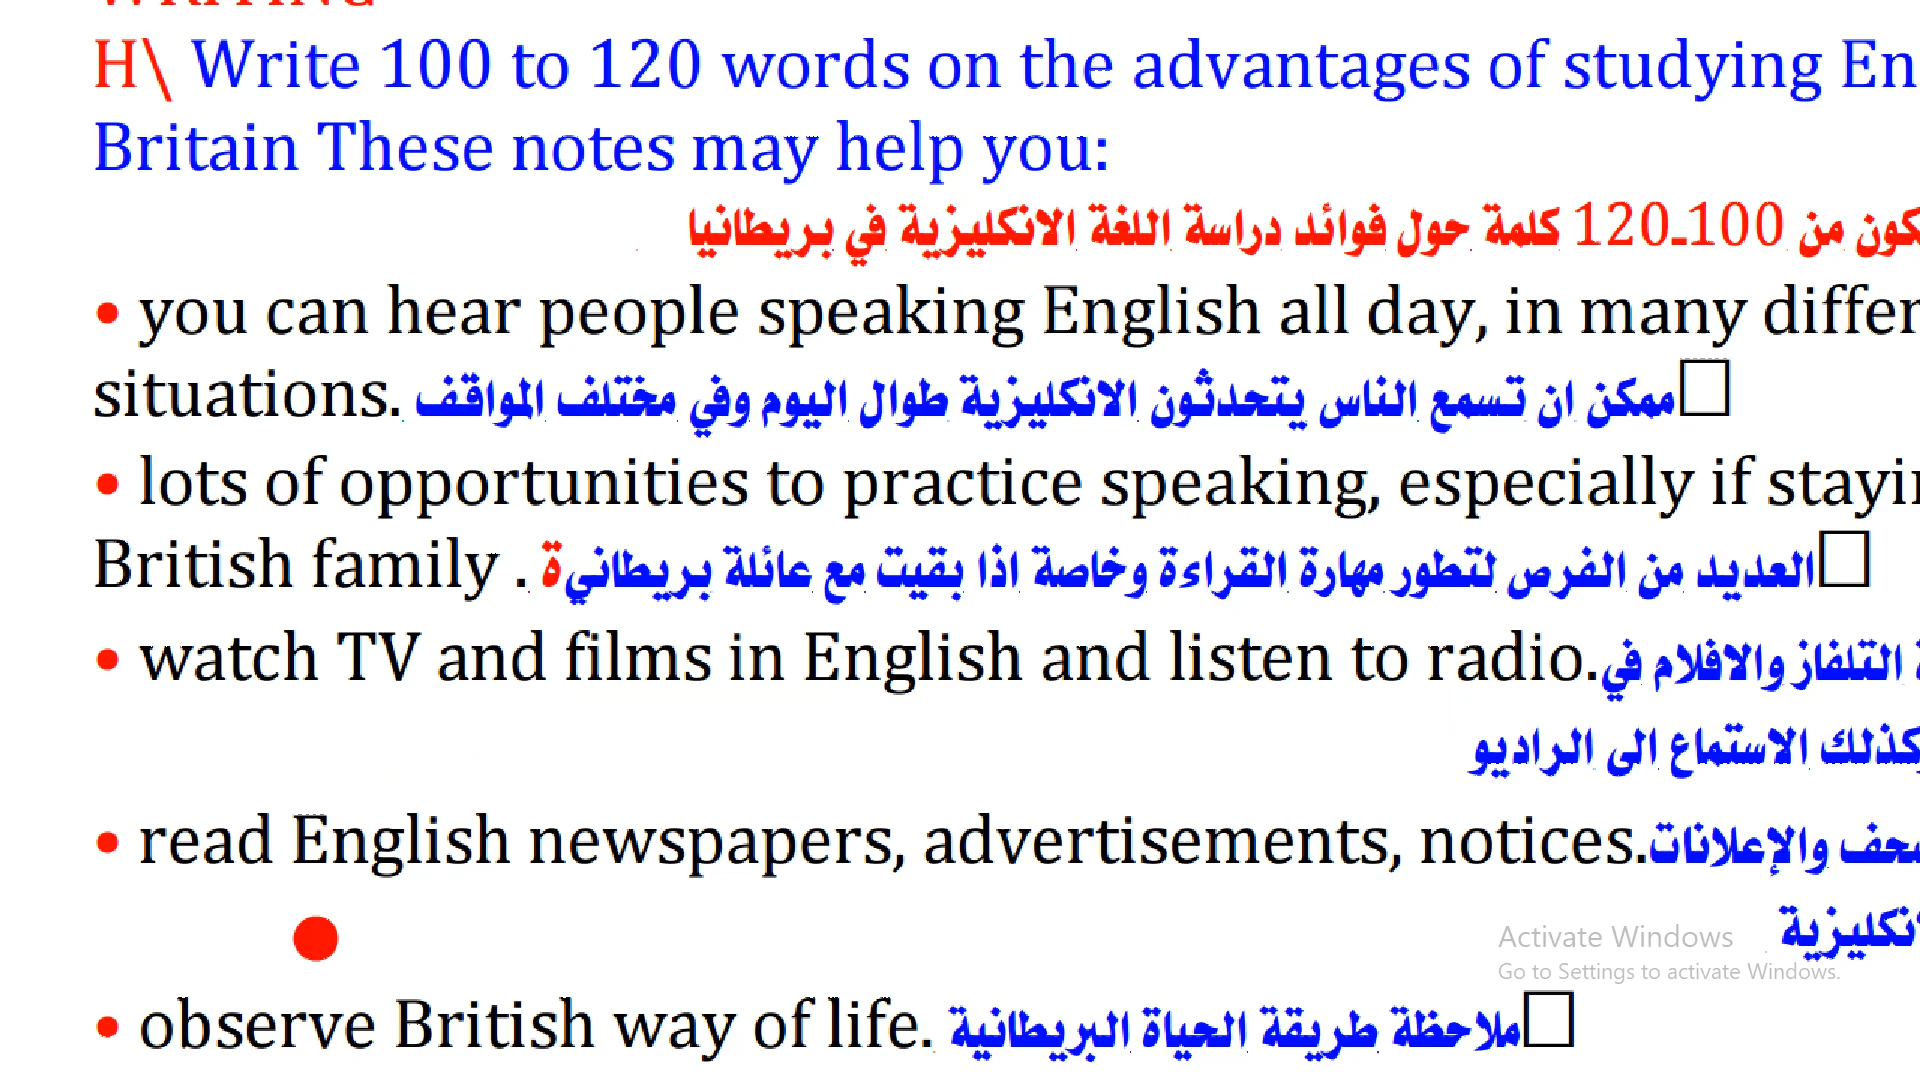 H\ Write 100 to 120 words on the advantages of studying En
Britain These notes may help you:
كون من 100-120 كلمة حول فوائد دراسة اللغة الانكليزية في بريطانيا
• you can hear people speaking English all day, in many differ
situations. ممكن ان تسمع الناس يتحدثون الانكليزية طوال اليوم وفي مختلف المواقف
• lots of opportunities to practice speaking, especially if stayi
British family . العديد من الفرص لتطور مهارة القراءة وخاصة اذا بقيت مع عائلة بريطانية
• watch TV and films in English and listen to radio. ة التلفاز والافلام في
كذلك الاستماع الى الراديو
• read English newspapers, advertisements, notices. حف والإعلانات
نكليزية
Activate Windows
Go to Settings to activate Windows.
• observe British way of life. ملاحظة طريقة الحياة البريطانية